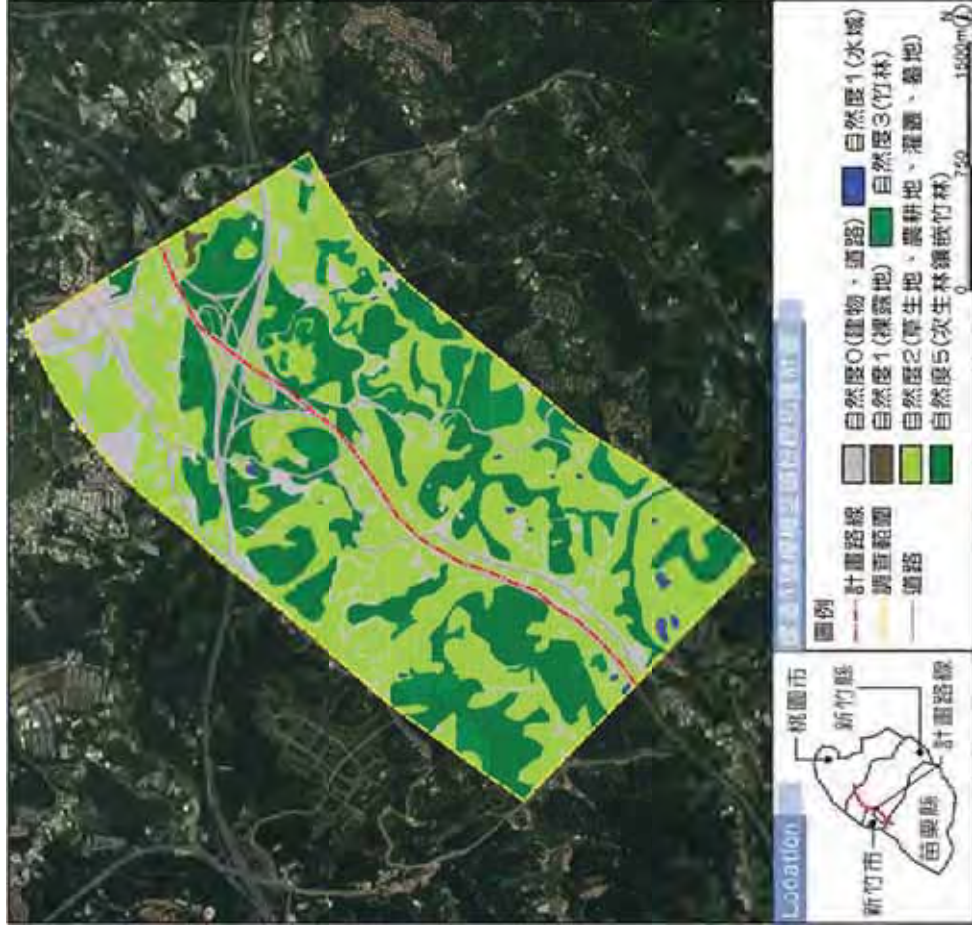 Location
桃園市
新竹縣
新竹市
苗栗縣
計畫路線
圖例
計畫路線
調查範圍
道路
自然度0(建物、道路)
自然度1(水域)
自然度1(裸露地)
自然度3(竹林)
自然度2(草生地、農耕地、灌叢、墓地)
自然度5(次生林鑲嵌竹林)
0
750
1500m
N